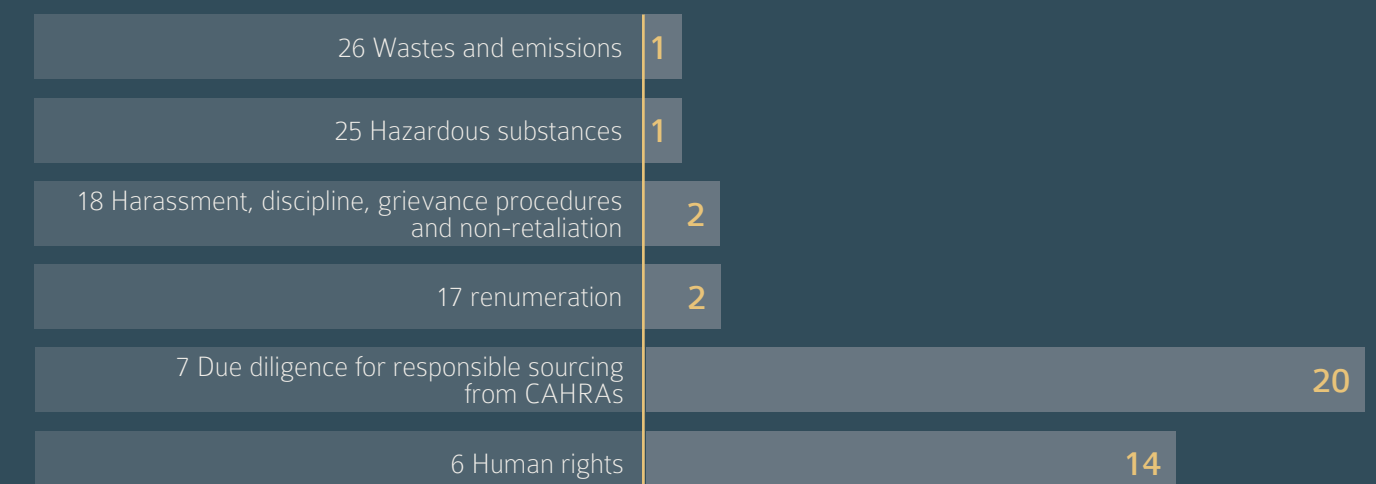 26 Wastes and emissions 1
25 Hazardous substances 1
18 Harassment, discipline, grievance procedures
and non-retaliation 2
17 renumeration 2
7 Due diligence for responsible sourcing
from CAHRAs 20
6 Human rights 14